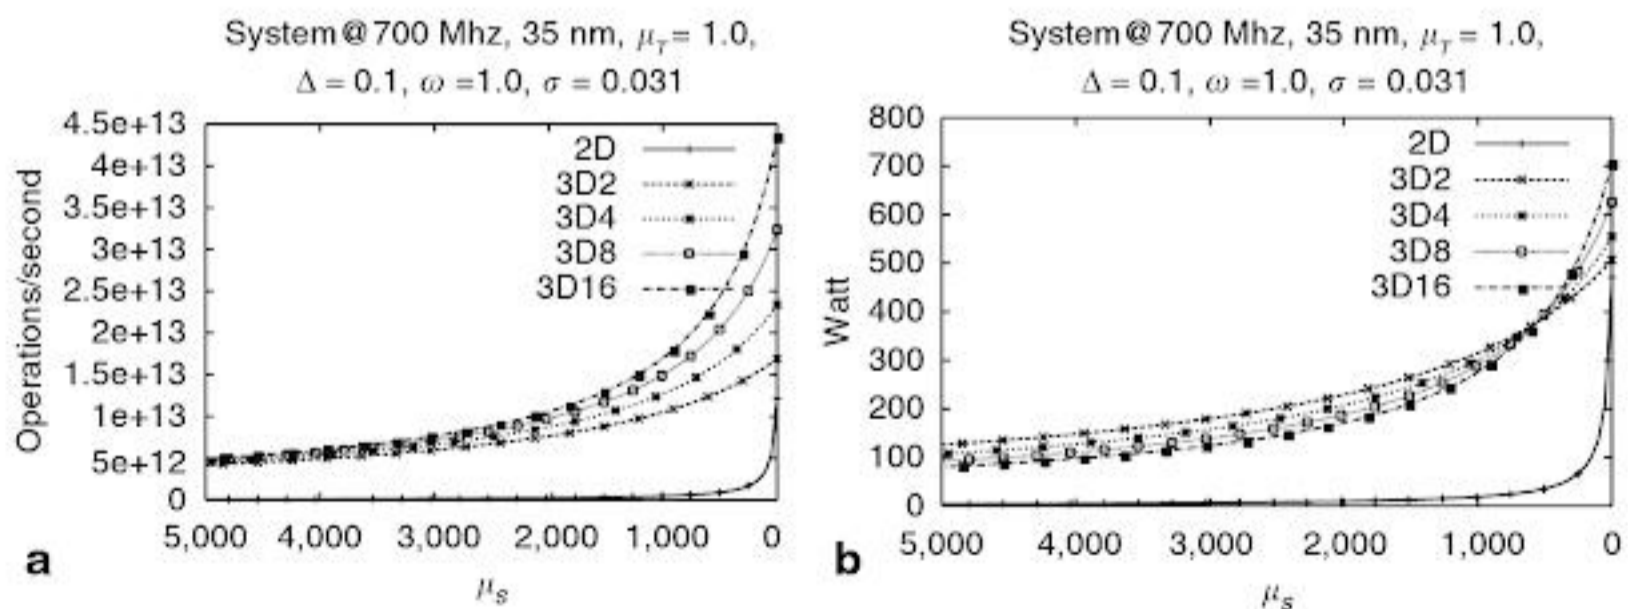 System@700 Mhz, 35 nm, μT= 1.0,
Δ = 0.1, ω =1.0, σ = 0.031
Operations/second
4.5e+13
4e+13
3.5e+13
3e+13
2.5e+13
2e+13
1.5e+13
1e+13
5e+12
0
2D
3D2
3D4
3D8
3D16
5,000 4,000 3,000 2,000 1,000 0
a
μs
System@700 Mhz, 35 nm, μT= 1.0,
Δ = 0.1, ω =1.0, σ = 0.031
Watt
800
700
600
500
400
300
200
100
0
2D
3D2
3D4
3D8
3D16
5,000 4,000 3,000 2,000 1,000 0
b
μs